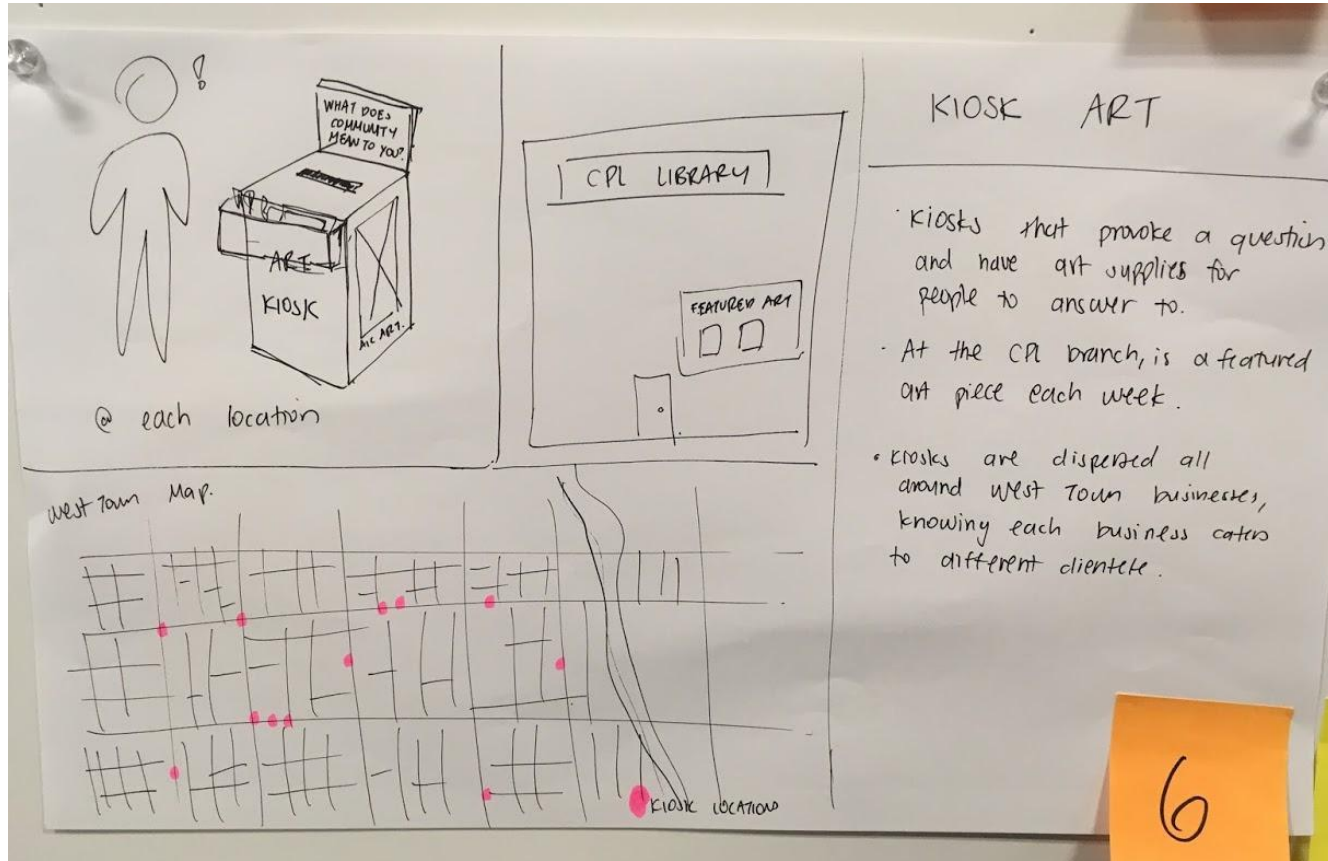 !
WHAT DOES
COMMUNITY
MEAN TO YOU?
ART
KIOSK
AIC ART.
@ each location
CPL LIBRARY
FEATURED ART
KIOSK ART
· Kiosks that provoke a question
and have art supplies for
people to answer to.
· At the CPL branch, is a featured
art piece each week.
· Kiosks are dispersed all
around West Town businesses,
knowing each business caters
to different clientele.
West Town Map.
KIOSK LOCATIONS
6